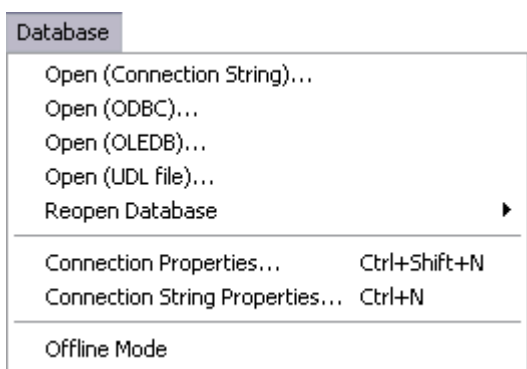 Database
Open (Connection String)...
Open (ODBC)...
Open (OLEDB)...
Open (UDL file)...
Reopen Database
Connection Properties... Ctrl+Shift+N
Connection String Properties... Ctrl+N
Offline Mode